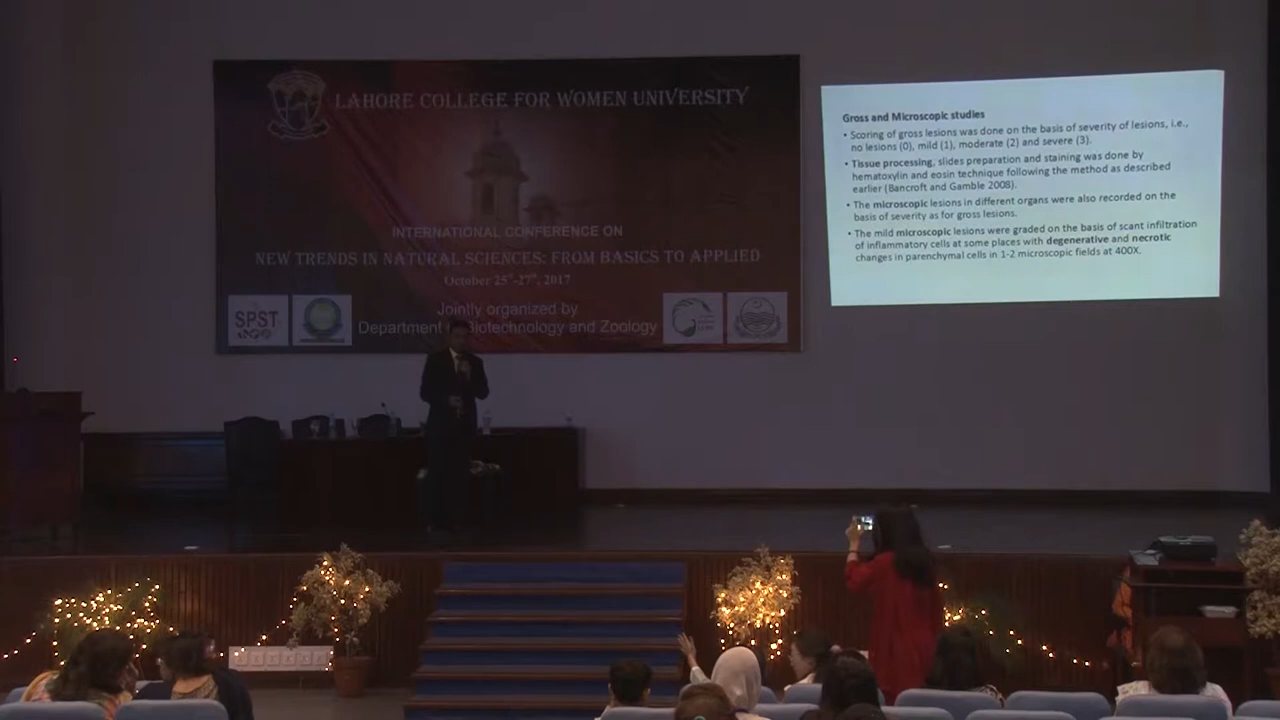 LAHORE COLLEGE FOR WOMEN UNIVERSITY
INTERNATIONAL CONFERENCE ON
NEW TRENDS IN NATURAL SCIENCES: FROM BASICS TO APPLIED
October 25th-27th, 2017
Jointly organized by
Department Biotechnology and Zoology
SPST
Gross and Microscopic studies
• Scoring of gross lesions was done on the basis of severity of lesions, i.e.,
no lesions (0), mild (1), moderate (2) and severe (3).
• Tissue processing, slides preparation and staining was done by
hematoxylin and eosin technique following the method as described
earlier (Bancroft and Gamble 2008).
• The microscopic lesions in different organs were also recorded on the
basis of severity as for gross lesions.
• The mild microscopic lesions were graded on the basis of scant infiltration
of inflammatory cells at some places with degenerative and necrotic
changes in parenchymal cells in 1-2 microscopic fields at 400X.